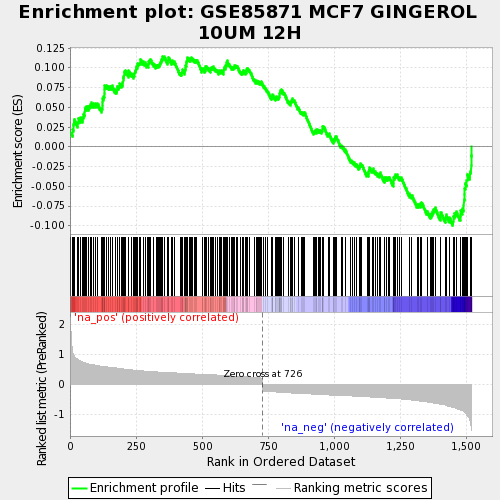 Enrichment plot: GSE85871 MCF7 GINGEROL
10UM 12H
Enrichment score (ES)
0.125
0.100
0.075
0.050
0.025
0.000
-0.025
-0.050
-0.075
-0.100
'na_pos' (positively correlated)
Ranked list metric (PreRanked)
2
1
0
-1
Zero cross at 726
'na_neg' (negatively correlated)
0
250
500
750
1,000
1,250
1,500
Rank in Ordered Dataset
Enrichment profile
Hits
Ranking metric scores